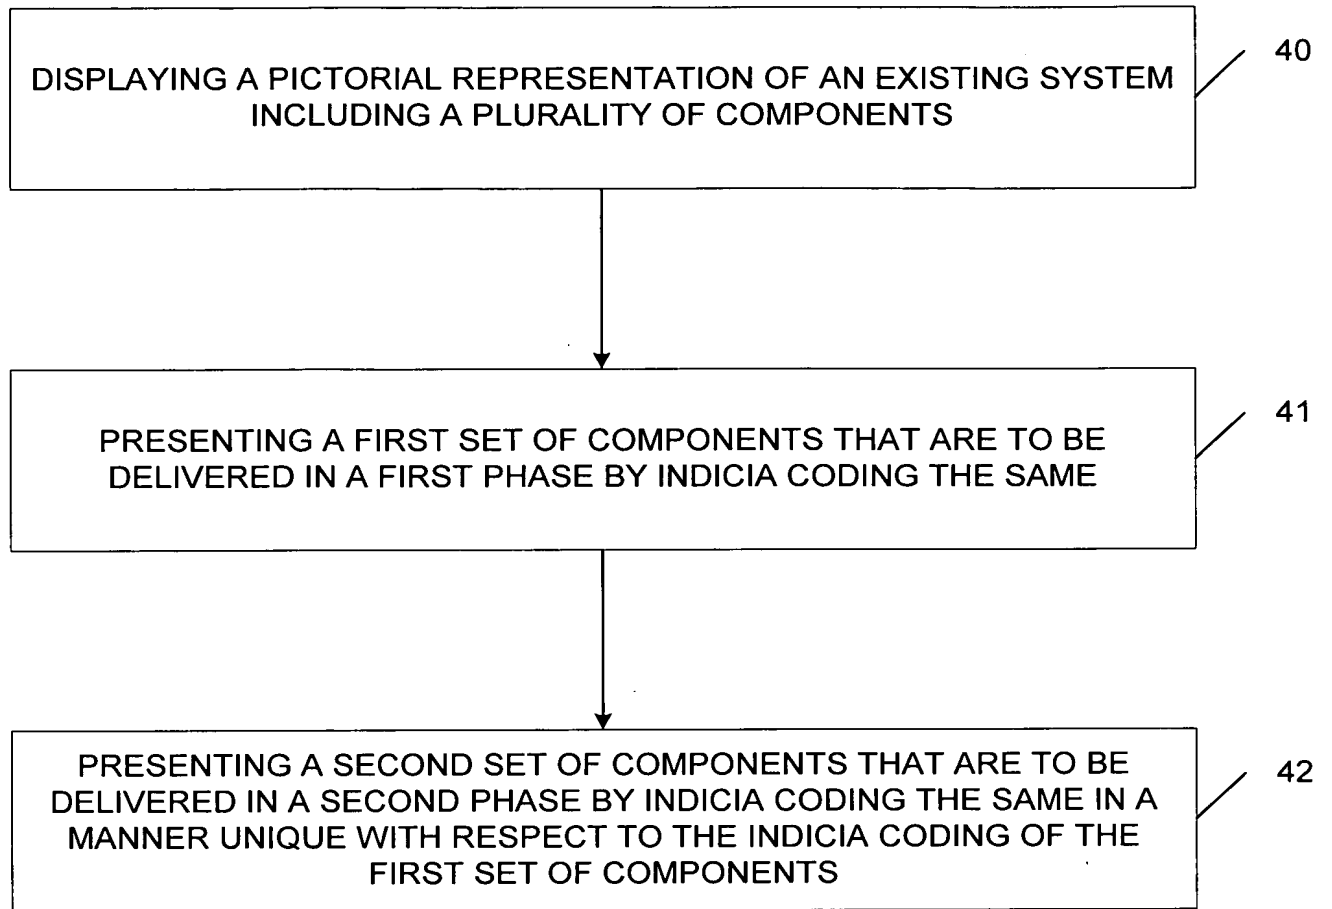 DISPLAYING A PICTORIAL REPRESENTATION OF AN EXISTING SYSTEM
INCLUDING A PLURALITY OF COMPONENTS
40
PRESENTING A FIRST SET OF COMPONENTS THAT ARE TO BE
DELIVERED IN A FIRST PHASE BY INDICIA CODING THE SAME
41
PRESENTING A SECOND SET OF COMPONENTS THAT ARE TO BE
DELIVERED IN A SECOND PHASE BY INDICIA CODING THE SAME IN A
MANNER UNIQUE WITH RESPECT TO THE INDICIA CODING OF THE
FIRST SET OF COMPONENTS
42